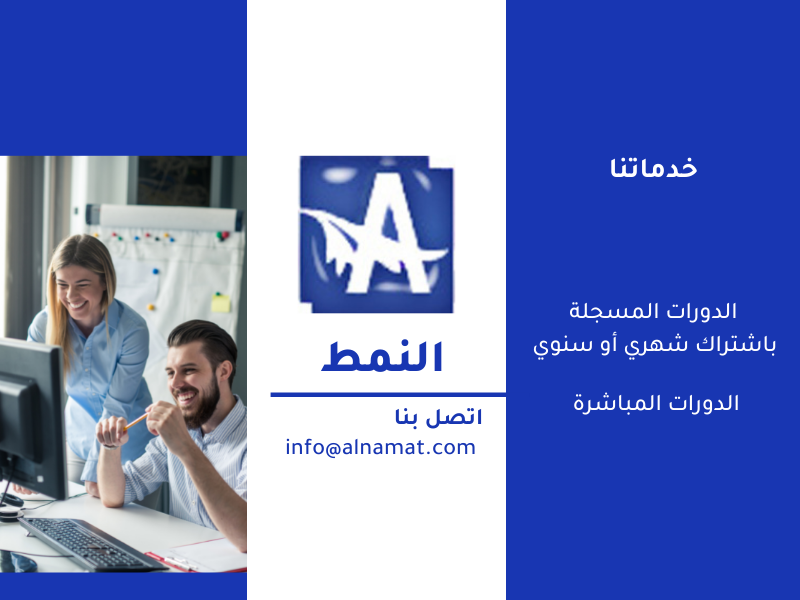 خدماتنا
الدورات المسجلة
باشتراك شهري أو سنوي
الدورات المباشرة
A
النمط
اتصل بنا
info@alnamat.com